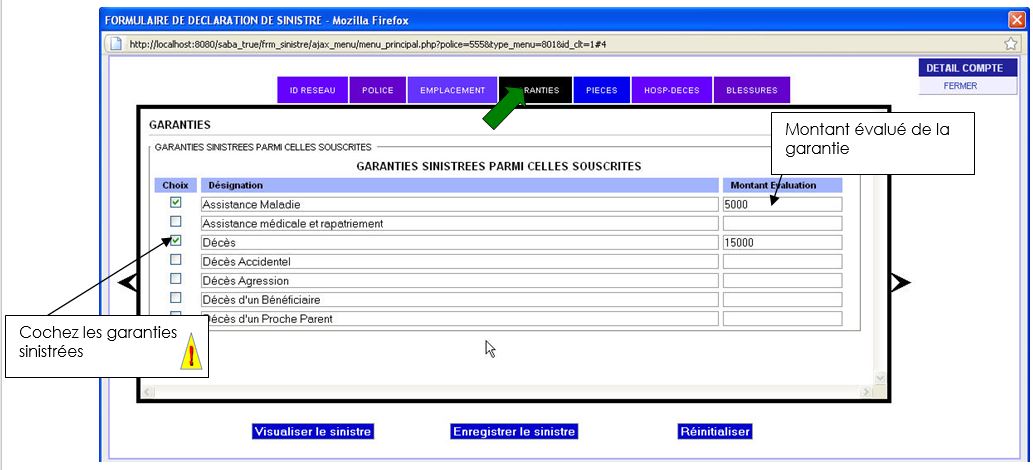 FORMULAIRE DE DECLARATION DE SINISTRE - Mozilla Firefox
http://localhost:8080/saba_true/frm_sinistre/ajax_menu/menu_principal.php?police=555&type_menu=801&id_clt=1#4
DETAIL COMPTE
FERMER
ID RESEAU POLICE EMPLACEMENT PIECES HOSP-DECES BLESSURES
GARANTIES
Montant évalué de la
garantie
GARANTIES SINISTREES PARMI CELLES SOUSCRITES
GARANTIES SINISTREES PARMI CELLES SOUSCRITES
Choix Désignation Montant Evaluation
Assistance Maladie 5000
Assistance médicale et rapatriement
Décès 15000
Décès Accidentel
Décès Agression
Décès d'un Bénéficiaire
Décès d'un Proche Parent
Cochez les garanties
sinistrées
!
Visualiser le sinistre Enregistrer le sinistre Réinitialiser